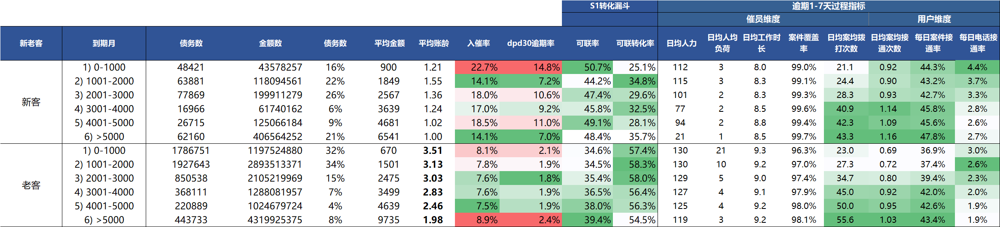 S1转化漏斗 逾期1-7天过程指标
催员维度 用户维度
新老客 到期月 债务数 金额数 债务数 平均金额 平均账龄 入催率 dpd30逾期率 可联率 可联转化率 日均人力 日均人均负荷 日均工作时长 案件覆盖率 日均案均拨打次数 日均案均接通次数 每日案件接通率 每日电话接通率
新客
1) 0-1000 48421 43578257 16% 900 1.21 22.7% 14.8% 50.7% 25.1% 112 3 8.0 99.0% 21.1 0.92 44.3% 4.4%
2) 1001-2000 63881 118094561 22% 1849 1.55 14.1% 7.2% 44.2% 34.8% 115 3 8.3 99.1% 24.4 0.90 43.2% 3.7%
3) 2001-3000 77869 199911279 26% 2567 1.36 18.0% 10.6% 47.4% 29.6% 101 2 8.3 99.3% 28.3 0.93 42.7% 3.3%
4) 3001-4000 16966 61740162 6% 3639 1.24 17.0% 9.2% 45.8% 32.5% 77 2 8.5 99.6% 40.9 1.14 45.8% 2.8%
5) 4001-5000 26715 125066184 9% 4681 1.02 18.5% 11.0% 49.1% 28.1% 94 2 8.8 99.4% 42.3 1.09 45.6% 2.6%
6) >5000 62160 406564252 21% 6541 1.00 14.1% 7.0% 48.4% 35.7% 21 1 8.5 99.7% 43.3 1.16 47.8% 2.7%
老客
1) 0-1000 1786751 1197524880 32% 670 3.51 8.1% 2.1% 34.6% 57.4% 130 21 9.3 96.3% 23.0 0.69 36.9% 3.0%
2) 1001-2000 1927643 2893513371 34% 1501 3.13 7.8% 1.9% 34.5% 58.3% 130 10 9.2 97.0% 27.3 0.72 37.4% 2.6%
3) 2001-3000 850538 2105219969 15% 2475 3.03 7.6% 1.8% 35.4% 58.0% 129 5 9.0 97.4% 34.7 0.80 39.4% 2.3%
4) 3001-4000 368111 1288081957 7% 3499 2.83 7.6% 1.9% 36.5% 56.4% 127 4 9.1 97.9% 45.0 0.92 42.0% 2.0%
5) 4001-5000 220889 1024679724 4% 4639 2.46 7.5% 1.9% 38.0% 56.3% 125 4 9.2 98.0% 50.0 0.95 42.6% 1.9%
6) >5000 443733 4319925375 8% 9735 1.98 8.9% 2.4% 39.4% 54.5% 119 3 9.2 98.1% 55.6 1.03 43.4% 1.9%